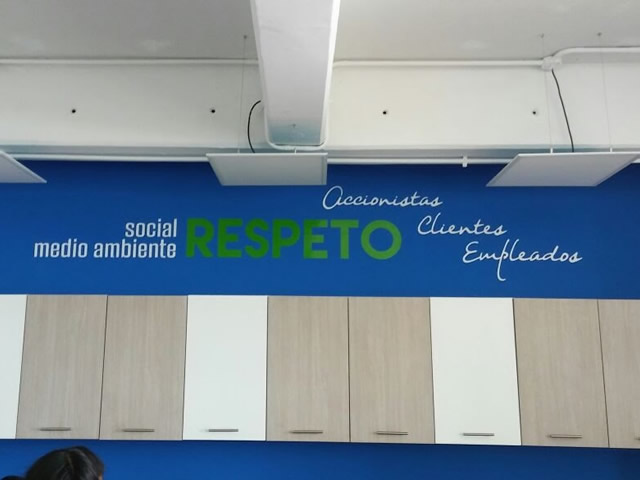 Accionistas
social
medio ambiente RESPETO Clientes
Empleados